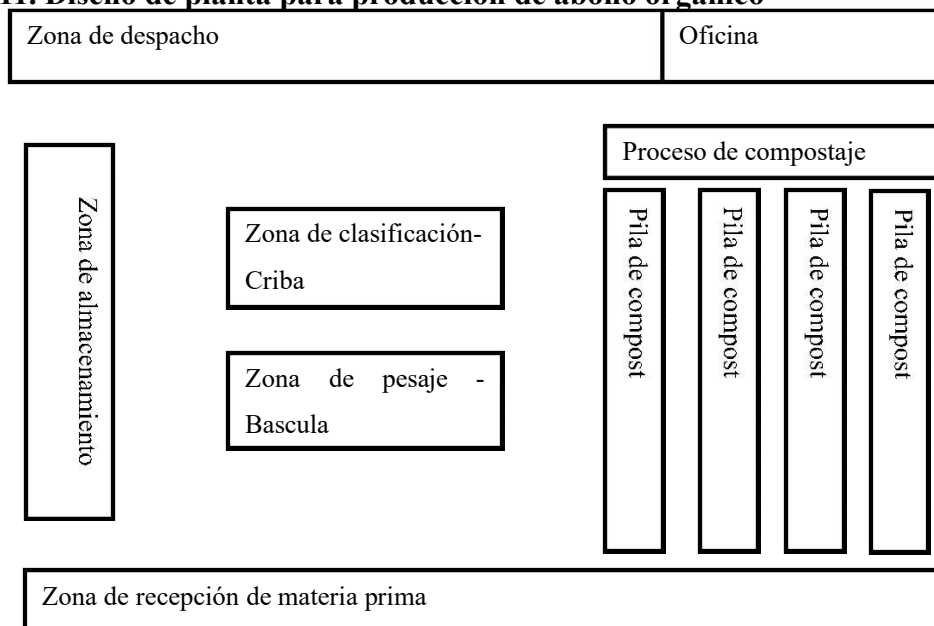 11. Diseño de planta para producción de abono orgánico
Zona de despacho
Oficina
Proceso de compostaje
Zona de almacenamiento
Zona de clasificación-
Criba
Zona de pesaje -
Bascula
Pila de compost
Pila de compost
Pila de compost
Pila de compost
Zona de recepción de materia prima